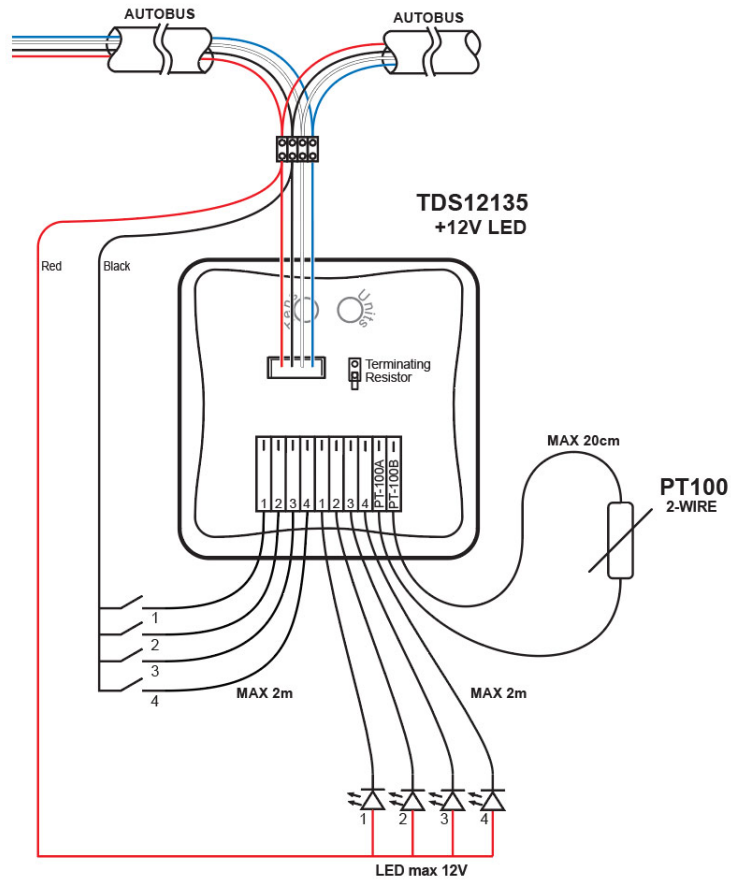 AUTOBUS
AUTOBUS
TDS12135
+12V LED
Red
Black
Tens
Units
Terminating
Resistor
MAX 20cm
PT100
2-WIRE
1 2 3 4 1 2 3 4 PT-100A PT-100B
1
2
3
4
MAX 2m
MAX 2m
1 2 3 4
LED max 12V